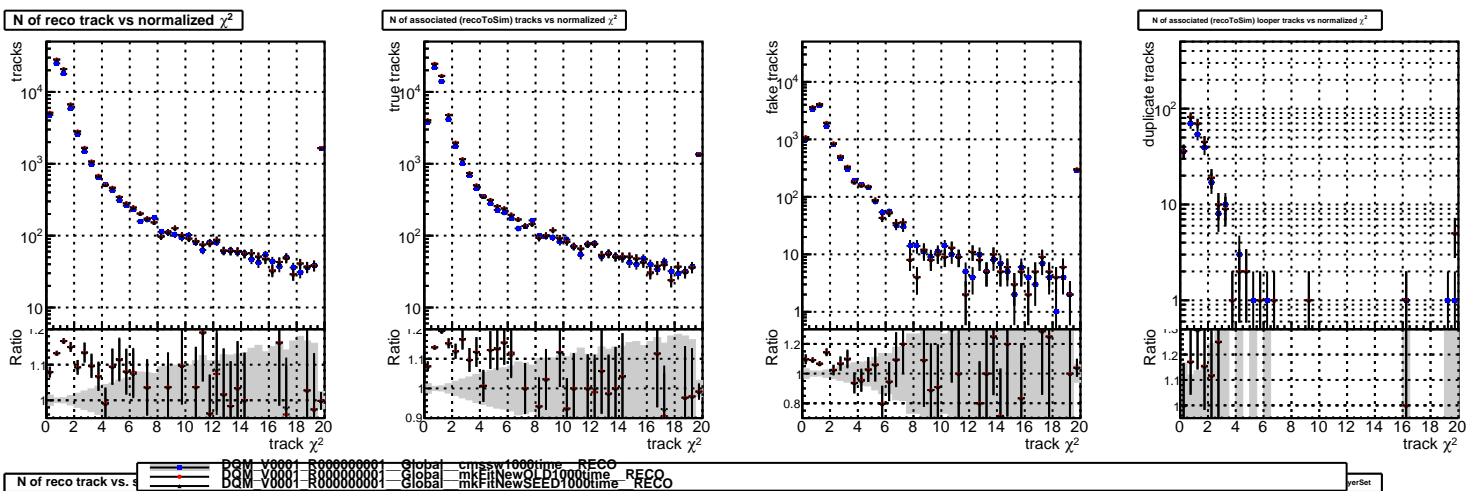 N of reco track vs normalized χ²
N of associated (recoToSim) tracks vs normalized χ²
N of associated (recoToSim) looper tracks vs normalized χ²
tracks
10⁴
10³
10²
10
Ratio
1.2
1.1
1
0 2 4 6 8 10 12 14 16 18 20
track χ²
true tracks
10⁴
10³
10²
10
Ratio
1.2
1.1
1
0.9
0 2 4 6 8 10 12 14 16 18 20
track χ²
fake tracks
10⁴
10³
10²
10
1
Ratio
1.2
1
0.8
0 2 4 6 8 10 12 14 16 18 20
track χ²
duplicate tracks
10²
10
1
Ratio
1.3
1.1
1
0 2 4 6 8 10 12 14 16 18 20
track χ²
DQM_V0001_R000000001__Global__cmssw1000time__RECO
DQM_V0001_R000000001__Global__mkFitNewOLD1000time__RECO
DQM_V0001_R000000001__Global__mkFitNewSEED1000time__RECO
N of reco track vs. s
yerSet